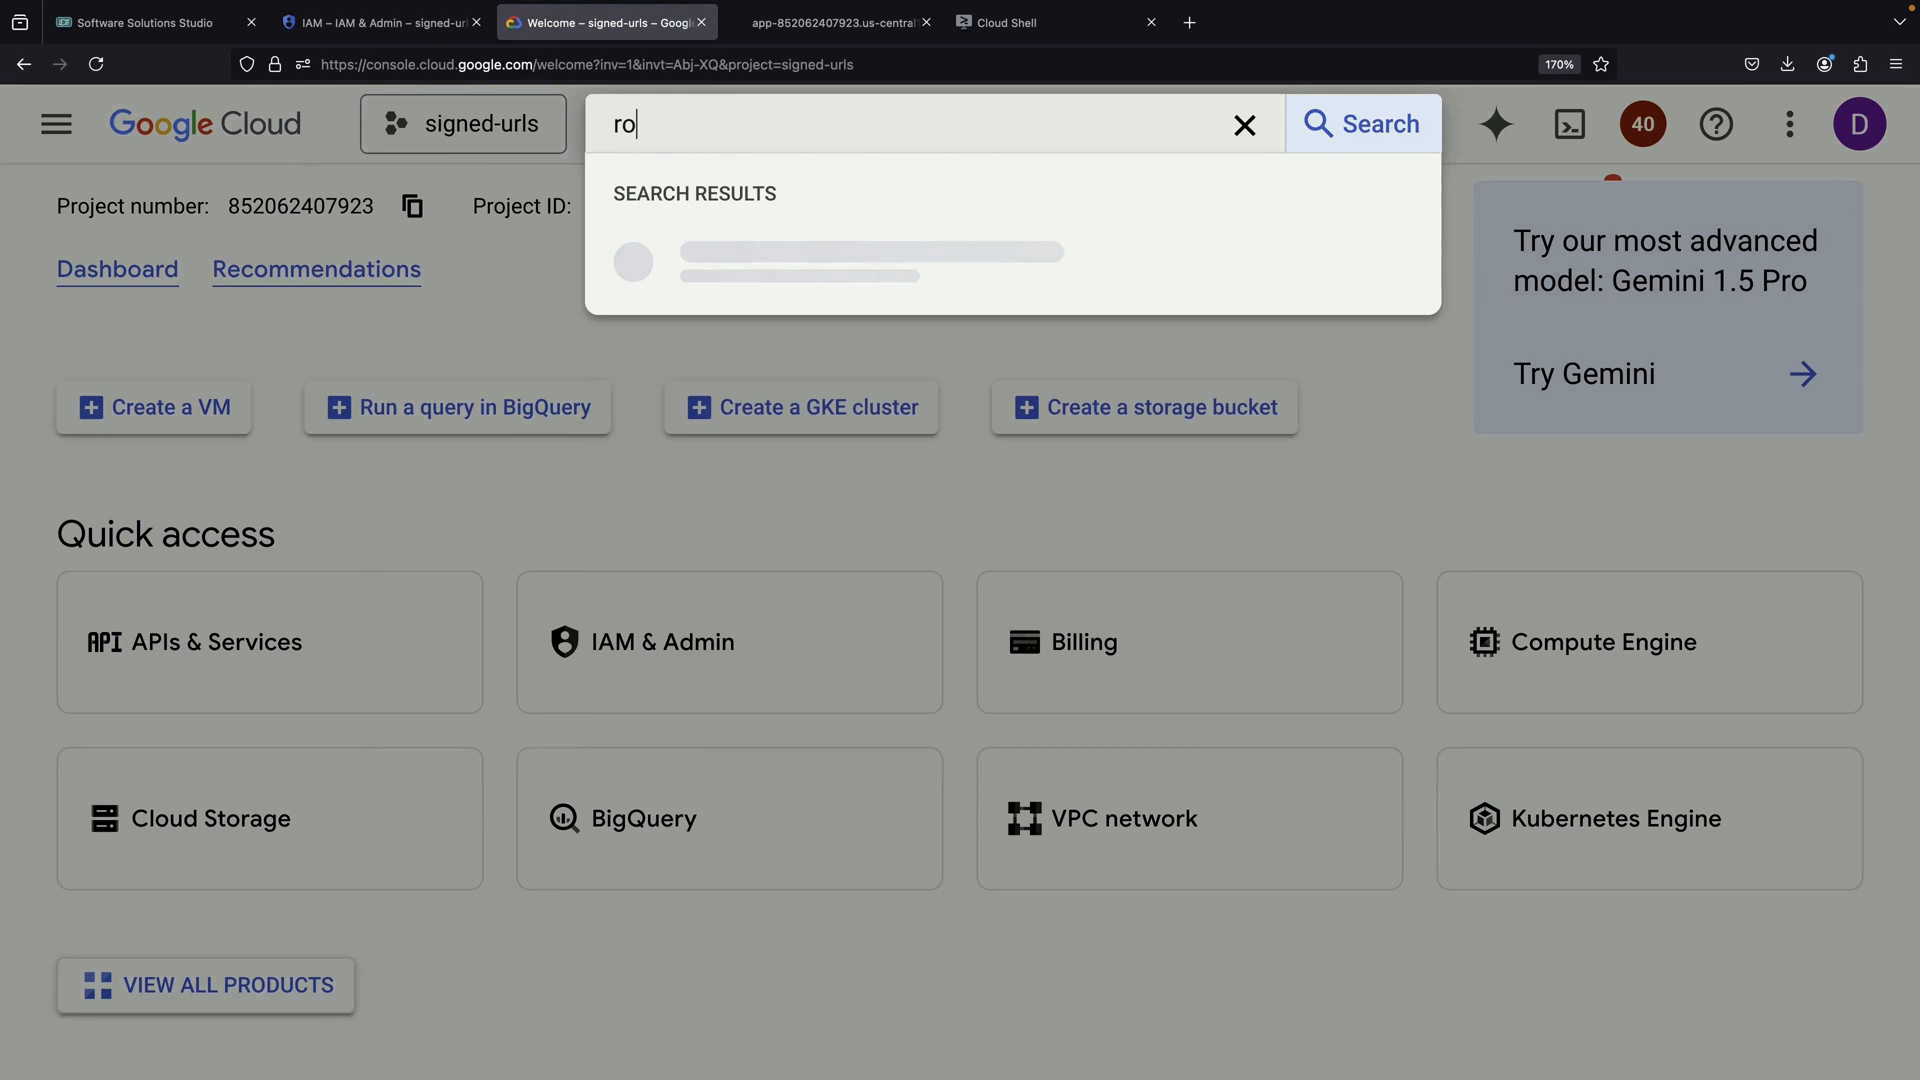 Software Solutions Studio
IAM – IAM & Admin – signed-url
Welcome – signed-urls – Googl
app-852062407923.us-central
Cloud Shell
https://console.cloud.google.com/welcome?inv=1&invt=Abj-XQ&project=signed-urls
170%
Google Cloud
signed-urls
ro
Search
40
D
Project number: 852062407923
Project ID:
SEARCH RESULTS
Dashboard
Recommendations
Try our most advanced
model: Gemini 1.5 Pro
Try Gemini
Create a VM
Run a query in BigQuery
Create a GKE cluster
Create a storage bucket
Quick access
API APIs & Services
IAM & Admin
Billing
Compute Engine
Cloud Storage
BigQuery
VPC network
Kubernetes Engine
VIEW ALL PRODUCTS